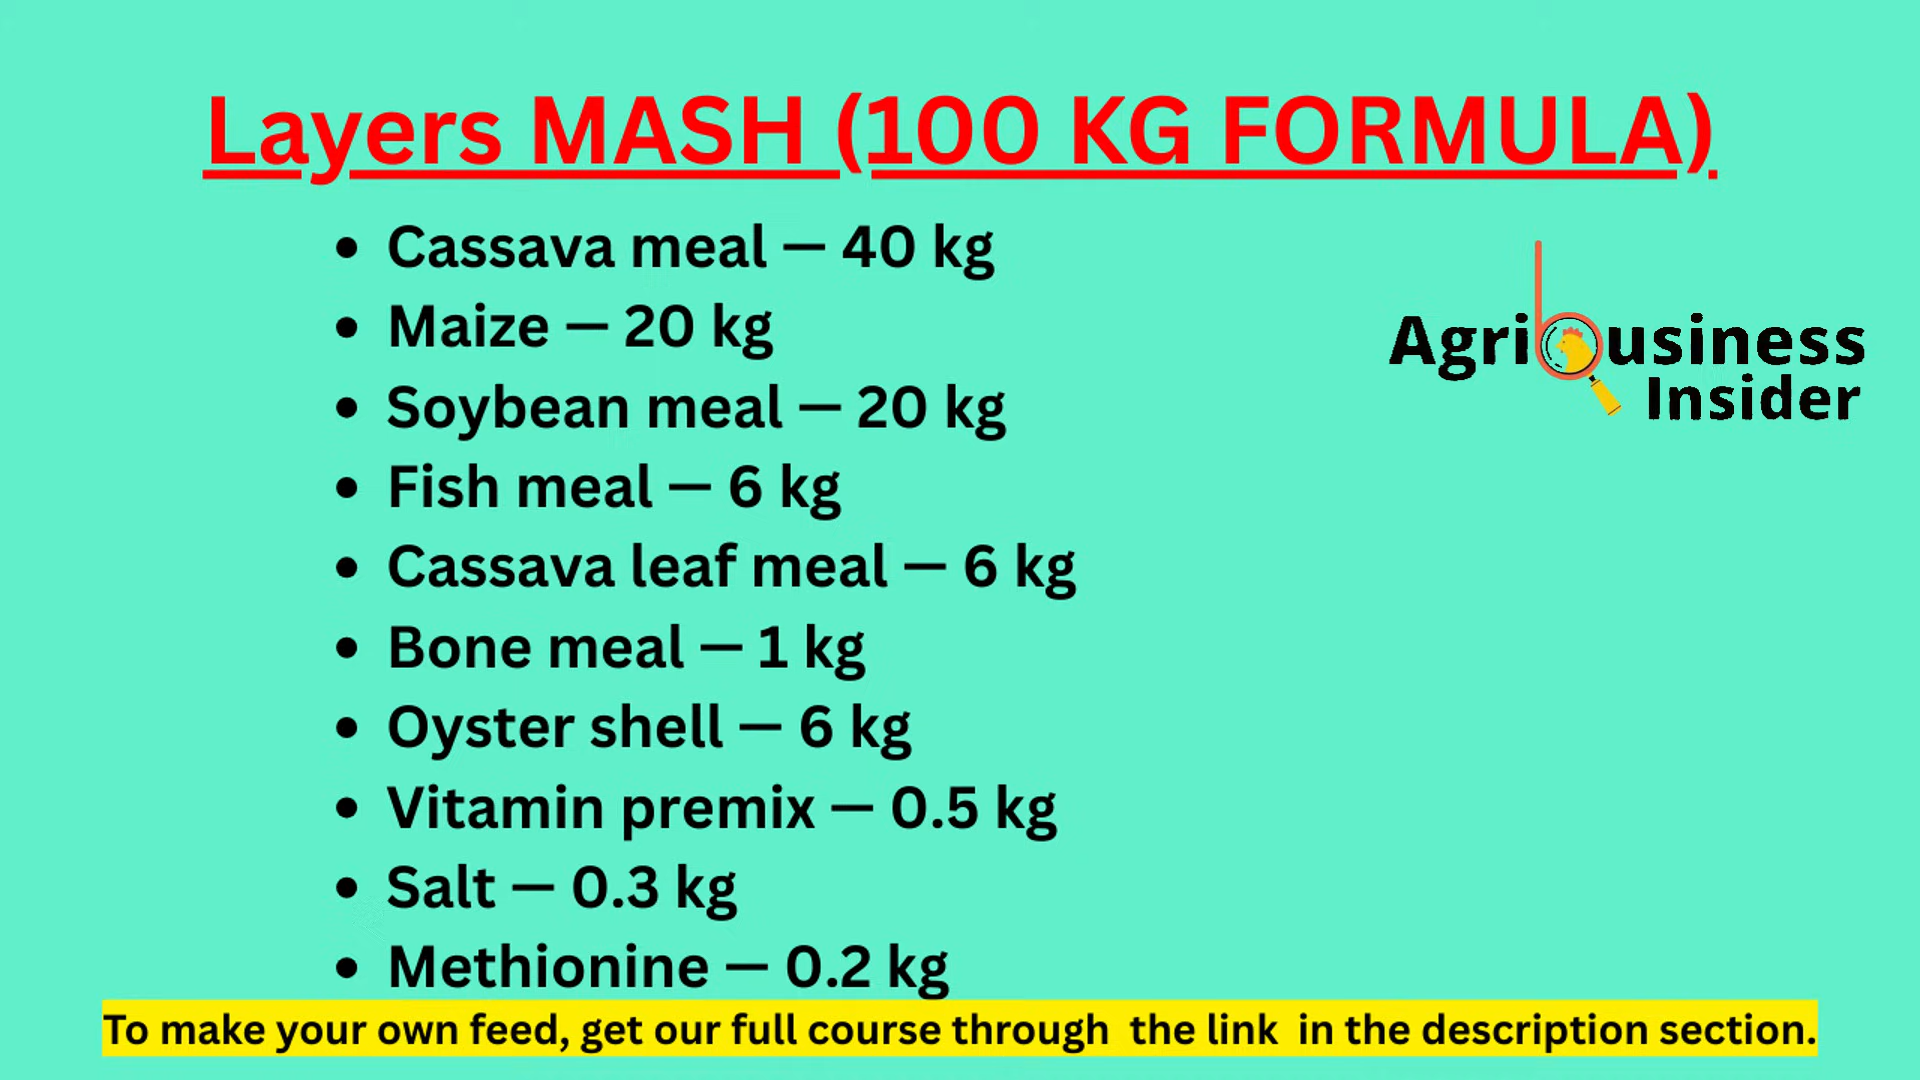 Layers MASH (100 KG FORMULA)
• Cassava meal — 40 kg
• Maize — 20 kg
• Soybean meal — 20 kg
• Fish meal — 6 kg
• Cassava leaf meal — 6 kg
• Bone meal — 1 kg
• Oyster shell — 6 kg
• Vitamin premix — 0.5 kg
• Salt — 0.3 kg
• Methionine — 0.2 kg
Agribusiness
Insider
To make your own feed, get our full course through the link in the description section.